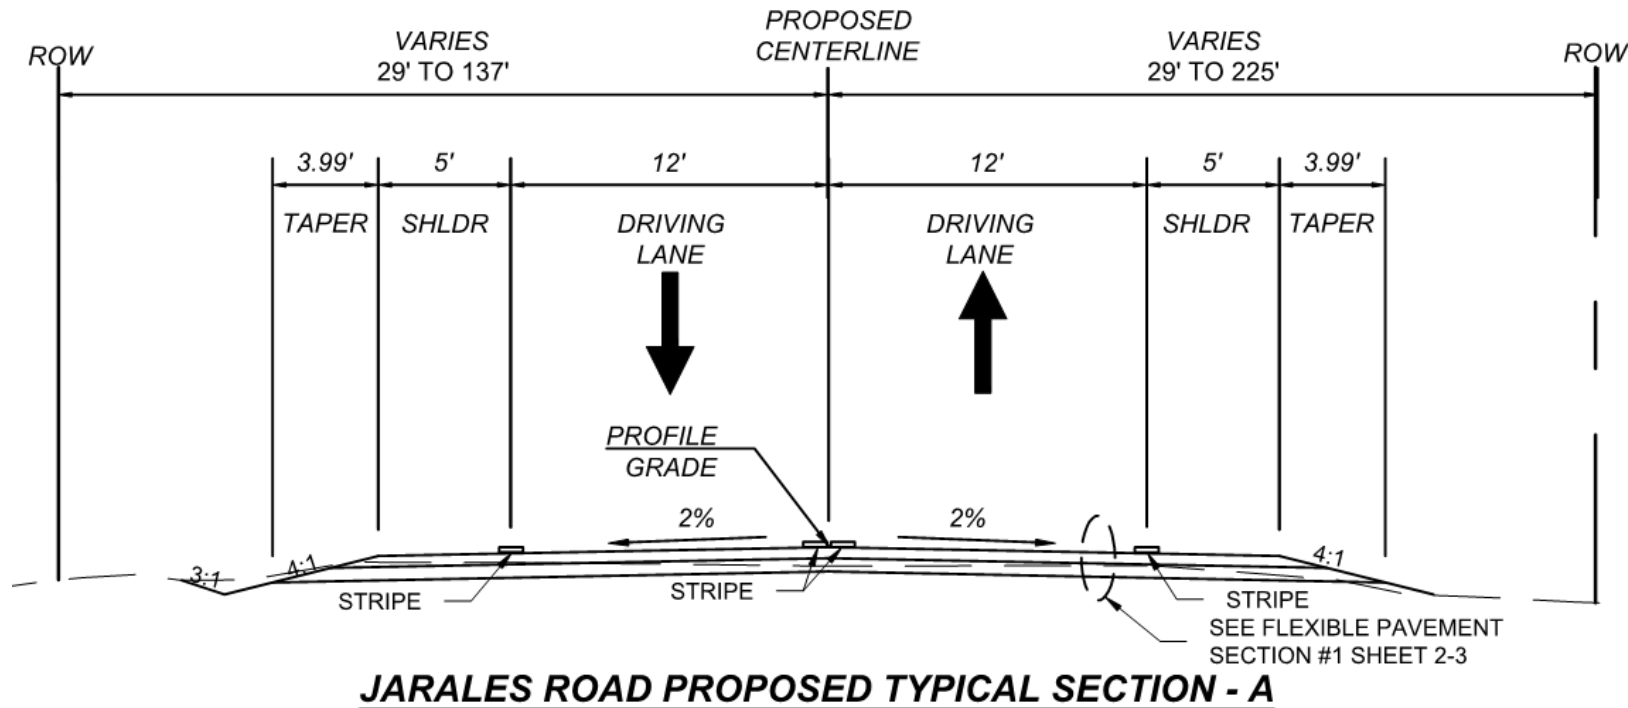 ROW
VARIES
29' TO 137'
PROPOSED
CENTERLINE
VARIES
29' TO 225'
ROW
3.99'
5'
12'
12'
5'
3.99'
TAPER
SHLDR
DRIVING
LANE
DRIVING
LANE
SHLDR
TAPER
PROFILE
GRADE
2%
2%
3:1
4:1
4:1
STRIPE
STRIPE
STRIPE
SEE FLEXIBLE PAVEMENT
SECTION #1 SHEET 2-3
JARALES ROAD PROPOSED TYPICAL SECTION - A